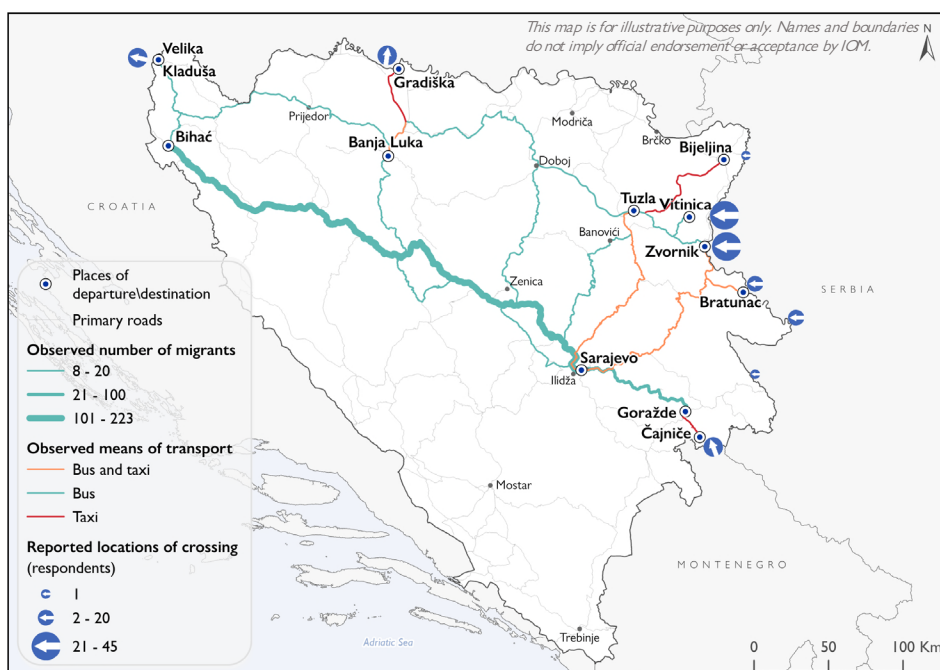 This map is for illustrative purposes only. Names and boundaries
do not imply official endorsement or acceptance by IOM.
N
Velika
Kladuša
Gradiška
Prijedor
Modriča
Brčko
Bihać
Banja Luka
Bijeljina
Doboj
CROATIA
Tuzla
Vitinica
Banovići
Zvornik
Zenica
Bratunac
SERBIA
Sarajevo
Ilidža
Goražde
Čajniče
Mostar
MONTENEGRO
Trebinje
Adriatic Sea
Places of
departure\destination
Primary roads
Observed number of migrants
8 - 20
21 - 100
101 - 223
Observed means of transport
Bus and taxi
Bus
Taxi
Reported locations of crossing
(respondents)
1
2 - 20
21 - 45
0 50 100 Km